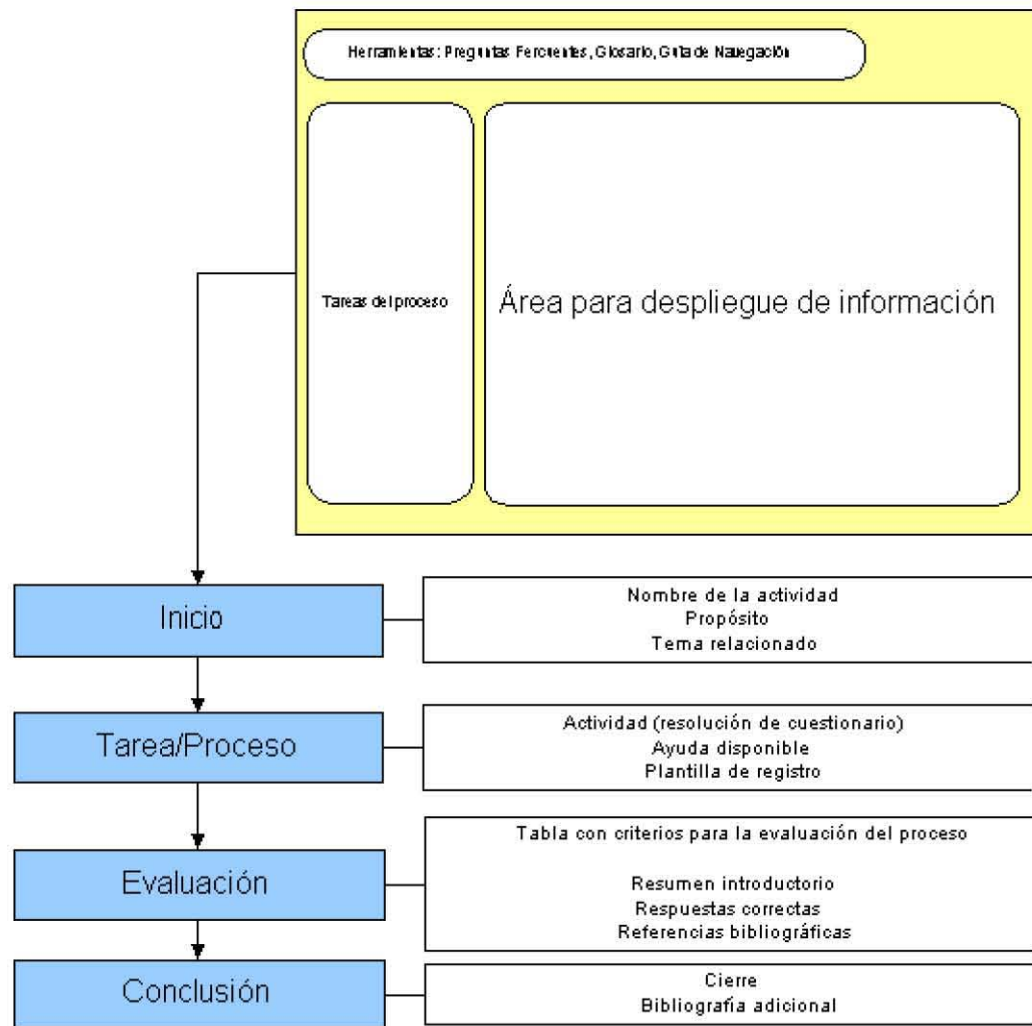 Herramientas: Preguntas Fercuentes, Glosario, Guia de Navegación
Tareas del proceso
Área para despliegue de información
Inicio
Nombre de la actividad
Propósito
Tema relacionado
Tarea/Proceso
Actividad (resolución de cuestionario)
Ayuda disponible
Plantilla de registro
Evaluación
Tabla con criterios para la evaluación del proceso
Resumen introductorio
Respuestas correctas
Referencias bibliográficas
Conclusión
Cierre
Bibliografía adicional